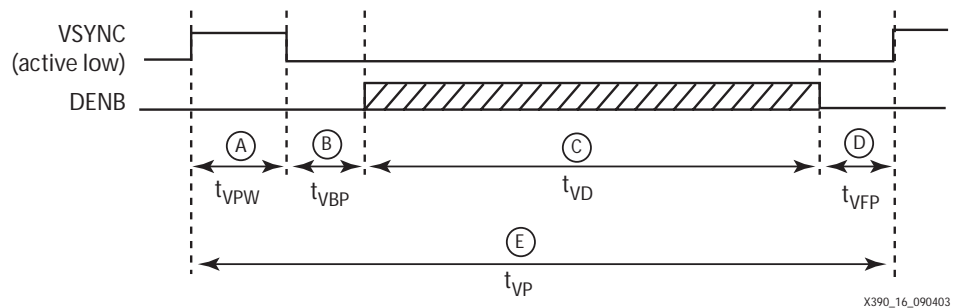 VSYNC
(active low)
DENB
A B C D
tVPW tVBP tVD tVFP
E
tVP
X390_16_090403